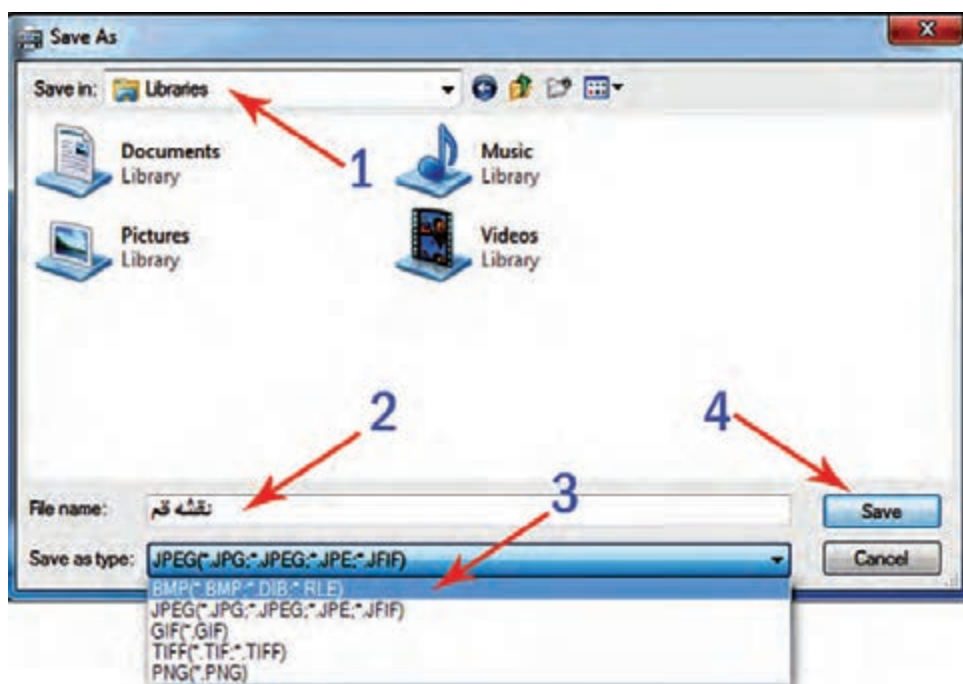 Save As
Save in: Libraries
1
Documents
Library
Music
Library
Pictures
Library
Videos
Library
2
4
3
File name: نقشه قم
Save
Save as type: JPEG(*.JPG;*.JPEG;*.JPE;*.JFIF)
Cancel
BMP(*.BMP;*.DIB;*.RLE)
JPEG(*.JPG;*.JPEG;*.JPE;*.JFIF)
GIF(*.GIF)
TIFF(*.TIF;*.TIFF)
PNG(*.PNG)